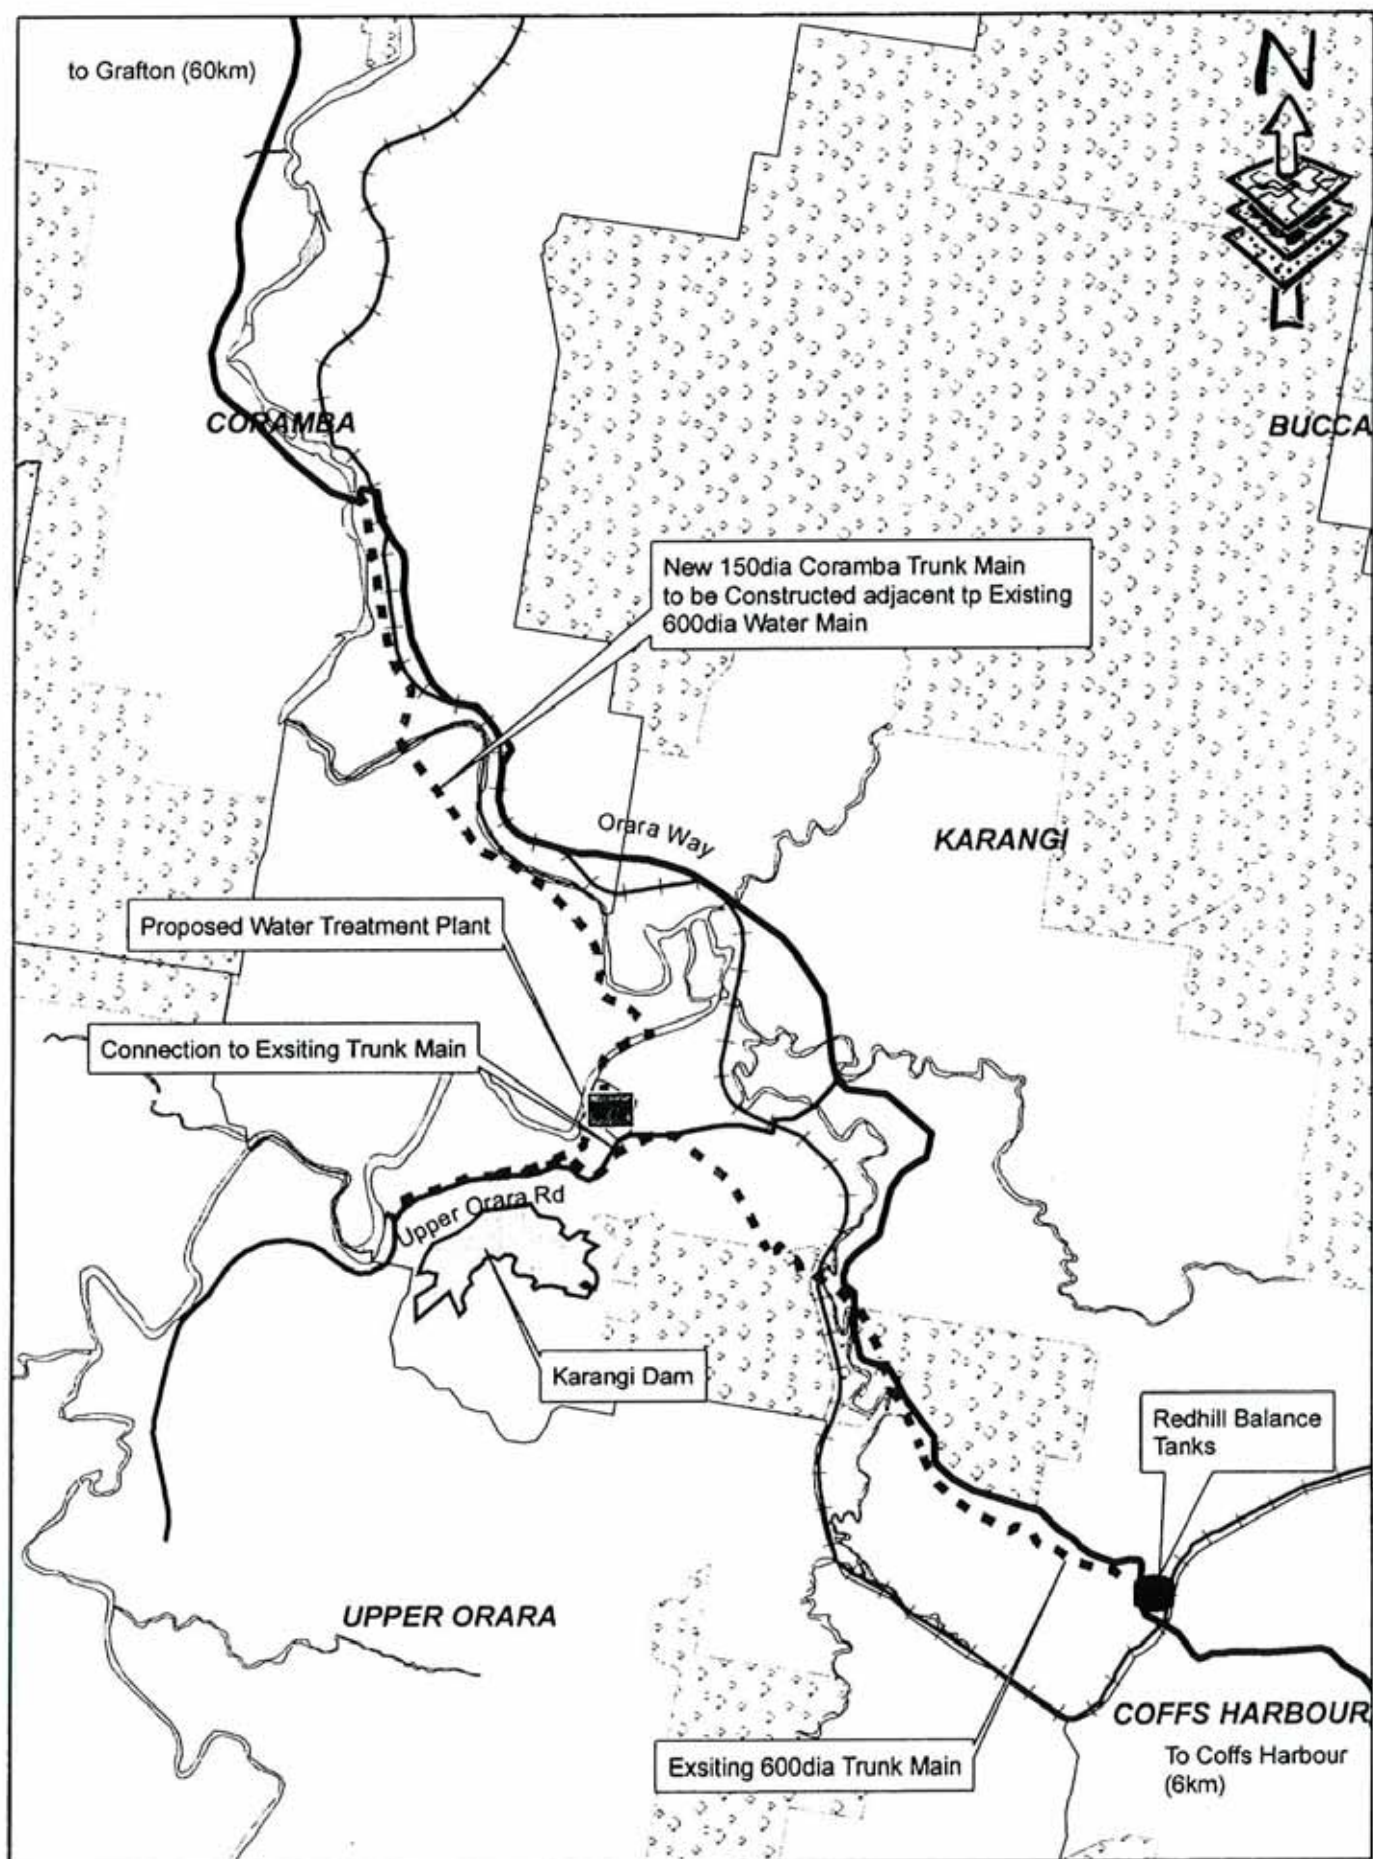 to Grafton (60km)
N
CORAMBA
BUCCA
New 150dia Coramba Trunk Main
to be Constructed adjacent tp Existing
600dia Water Main
Orara Way
KARANGI
Proposed Water Treatment Plant
Connection to Exsiting Trunk Main
Upper Orara Rd
Karangi Dam
Redhill Balance
Tanks
UPPER ORARA
COFFS HARBOUR
Exsiting 600dia Trunk Main
To Coffs Harbour
(6km)